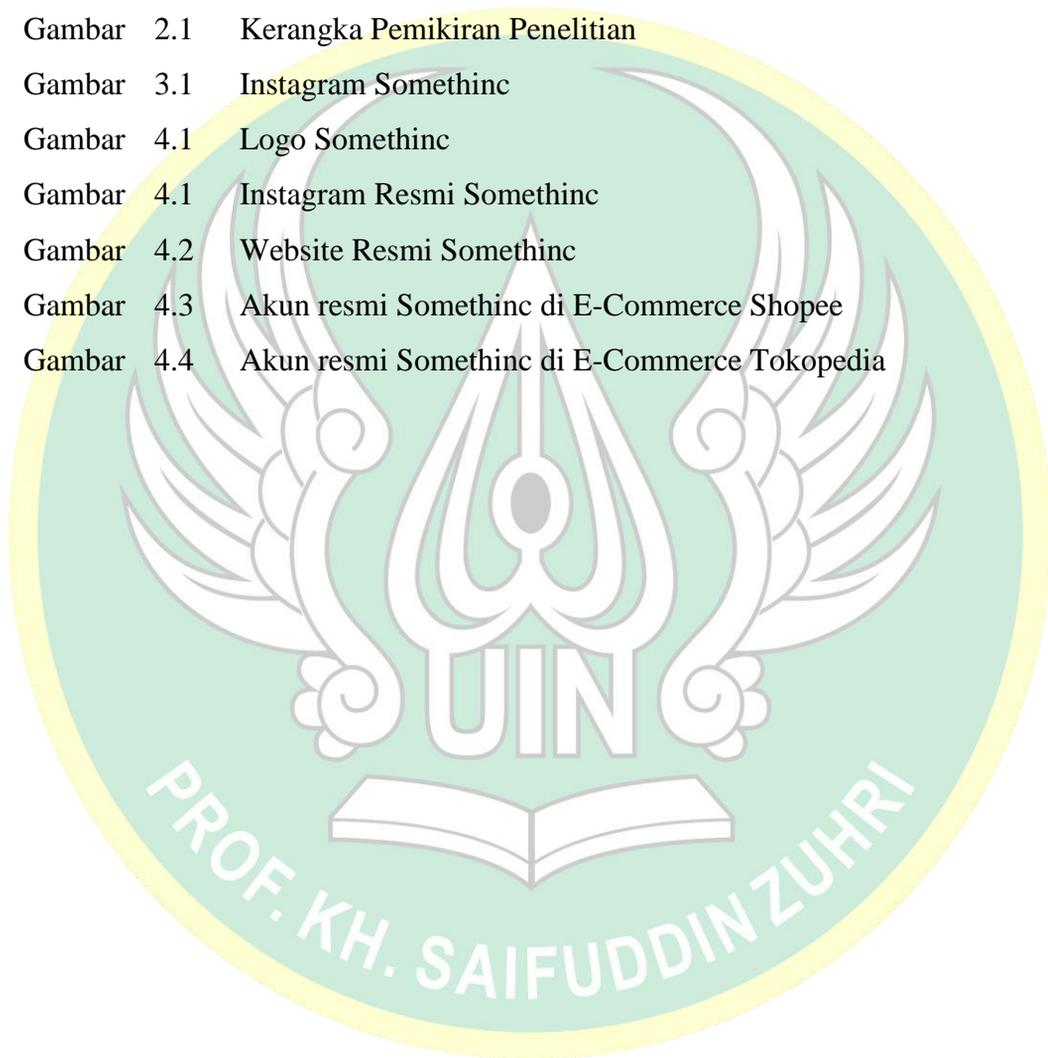 Gambar 2.1 Kerangka Pemikiran Penelitian
Gambar 3.1 Instagram Somethinc
Gambar 4.1 Logo Somethinc
Gambar 4.1 Instagram Resmi Somethinc
Gambar 4.2 Website Resmi Somethinc
Gambar 4.3 Akun resmi Somethinc di E-Commerce Shopee
Gambar 4.4 Akun resmi Somethinc di E-Commerce Tokopedia
UIN
PROF. KH. SAIFUDDIN ZUHRI